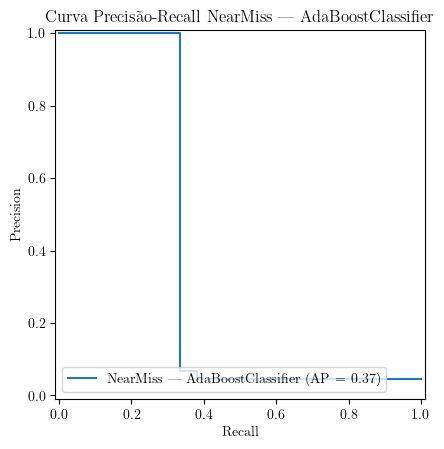 Curva Precisão-Recall NearMiss — AdaBoostClassifier
1.0
0.8
0.6
0.4
0.2
0.0
Precision
NearMiss — AdaBoostClassifier (AP = 0.37)
0.0 0.2 0.4 0.6 0.8 1.0
Recall